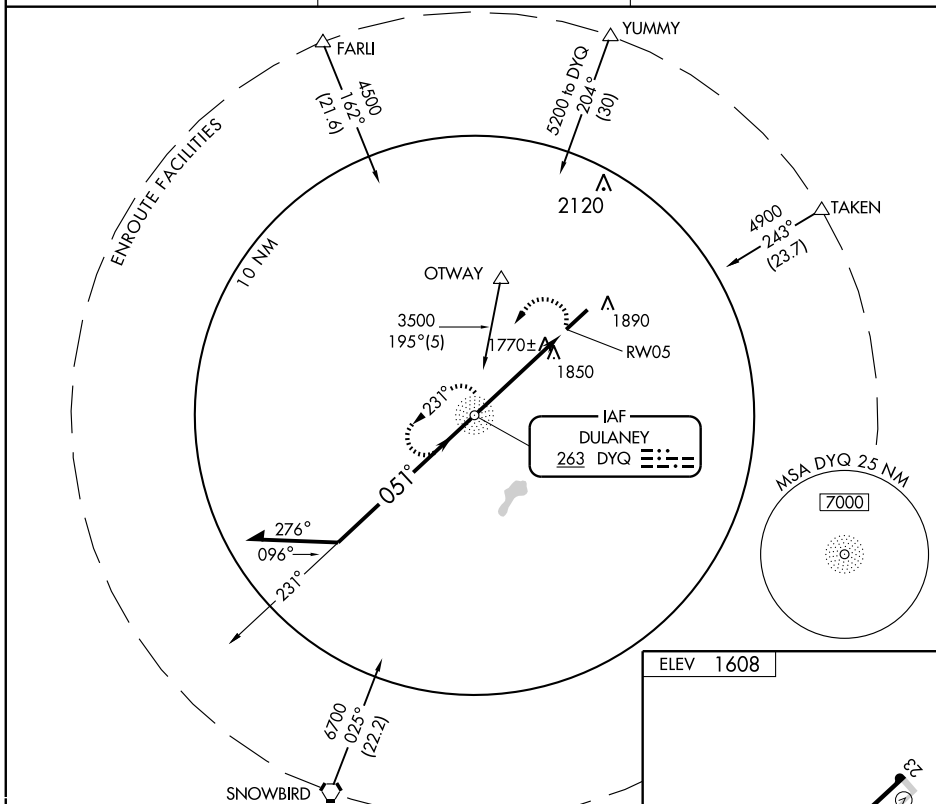 FARLI
4500
162°
(21.6)
YUMMY
5200 to DYQ
204°
(30)
ENROUTE FACILITIES
10 NM
2120
TAKEN
4900
243°
(23.7)
OTWAY
3500
195°(5)
1770±
1890
RW05
1850
231°
IAF
DULANEY
263 DYQ
051°
MSA DYQ 25 NM
7000
276°
096°
231°
ELEV 1608
6700
025°
(22.2)
SNOWBIRD
23